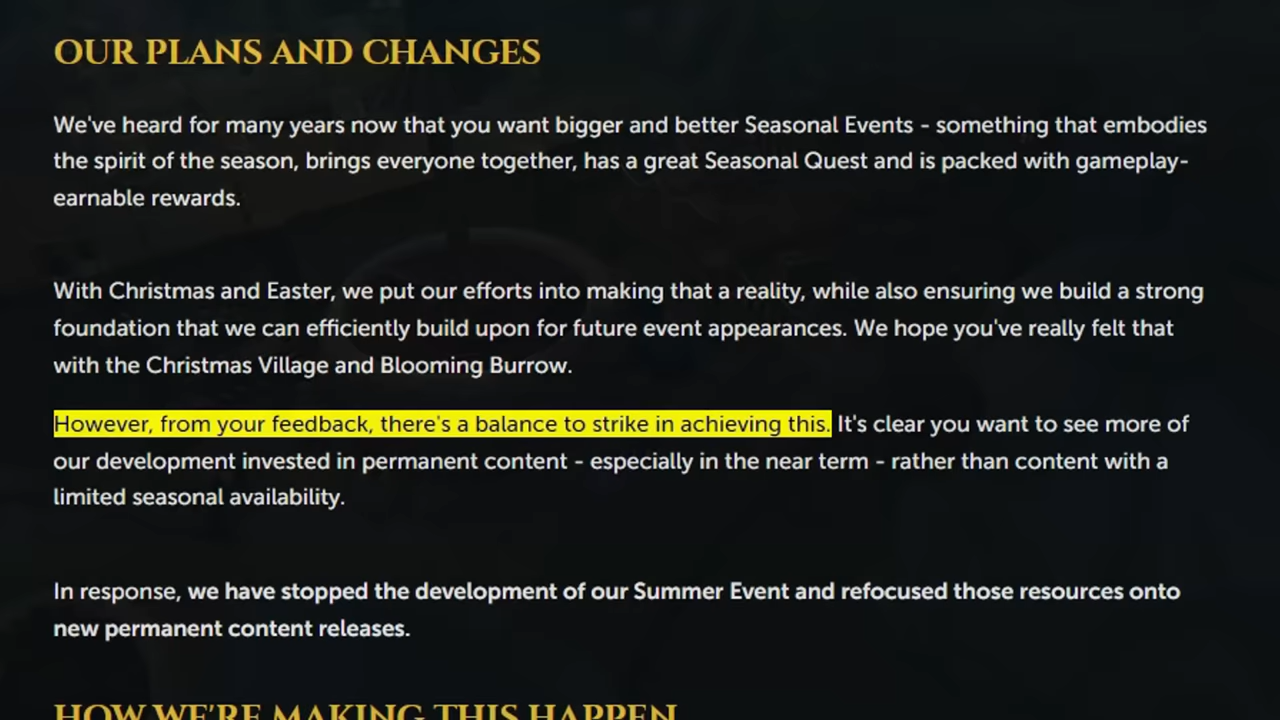 OUR PLANS AND CHANGES
We've heard for many years now that you want bigger and better Seasonal Events - something that embodies
the spirit of the season, brings everyone together, has a great Seasonal Quest and is packed with gameplay-
earnable rewards.
With Christmas and Easter, we put our efforts into making that a reality, while also ensuring we build a strong
foundation that we can efficiently build upon for future event appearances. We hope you've really felt that
with the Christmas Village and Blooming Burrow.
However, from your feedback, there's a balance to strike in achieving this. It's clear you want to see more of
our development invested in permanent content - especially in the near term - rather than content with a
limited seasonal availability.
In response, we have stopped the development of our Summer Event and refocused those resources onto
new permanent content releases.
HOW WE'RE MAKING THIS HAPPEN